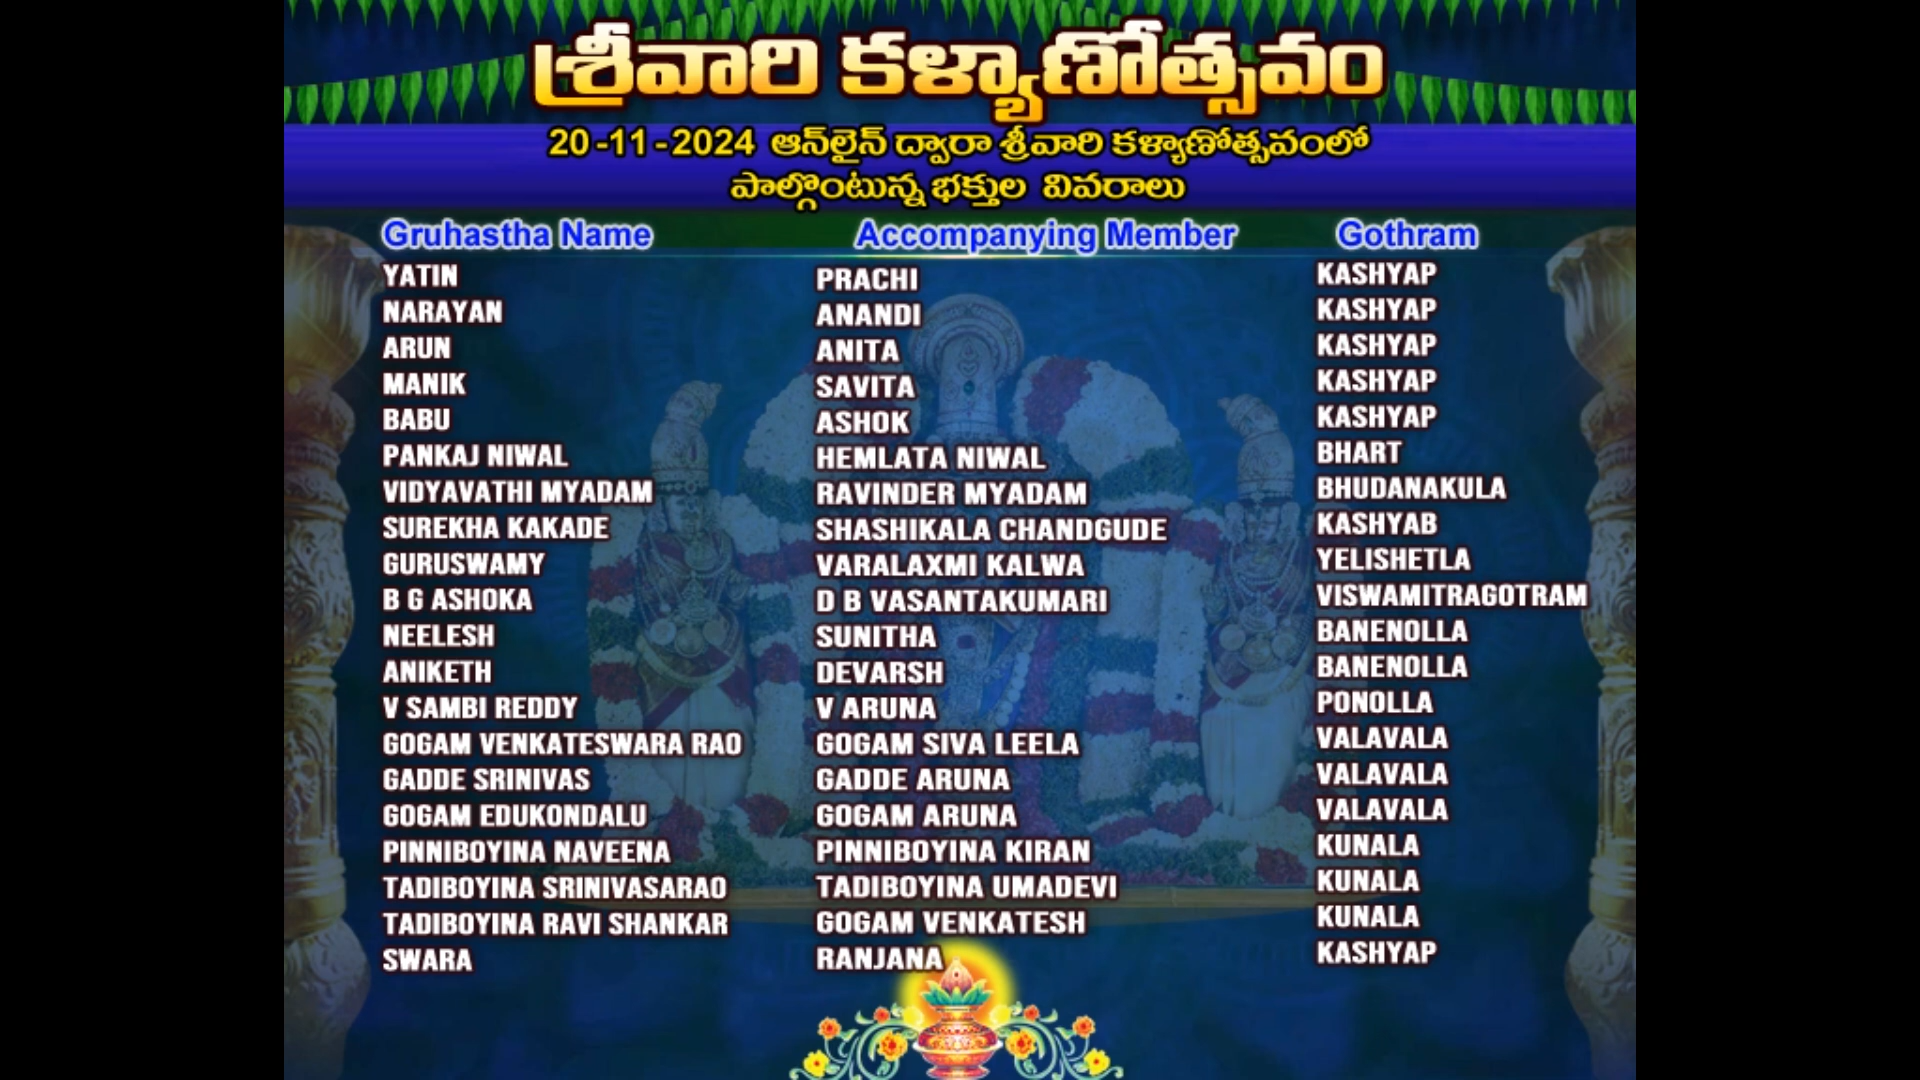 శ్రీవారి కళ్యాణోత్సవం
20-11-2024 ఆన్‌లైన్ ద్వారా శ్రీవారి కళ్యాణోత్సవంలో
పాల్గొంటున్న భక్తుల వివరాలు
Gruhastha Name Accompanying Member Gothram
YATIN PRACHI KASHYAP
NARAYAN ANANDI KASHYAP
ARUN ANITA KASHYAP
MANIK SAVITA KASHYAP
BABU ASHOK KASHYAP
PANKAJ NIWAL HEMLATA NIWAL BHART
VIDYAVATHI MYADAM RAVINDER MYADAM BHUDANAKULA
SUREKHA KAKADE SHASHIKALA CHANDGUDE KASHYAB
GURUSWAMY VARALAXMI KALWA YELISHETLA
B G ASHOKA D B VASANTAKUMARI VISWAMITRAGOTRAM
NEELESH SUNITHA BANENOLLA
ANIKETH DEVARSH BANENOLLA
V SAMBI REDDY V ARUNA PONOLLA
GOGAM VENKATESWARA RAO GOGAM SIVA LEELA VALAVALA
GADDE SRINIVAS GADDE ARUNA VALAVALA
GOGAM EDUKONDALU GOGAM ARUNA VALAVALA
PINNIBOYINA NAVEENA PINNIBOYINA KIRAN KUNALA
TADIBOYINA SRINIVASARAO TADIBOYINA UMADEVI KUNALA
TADIBOYINA RAVI SHANKAR GOGAM VENKATESH KUNALA
SWARA RANJANA KASHYAP